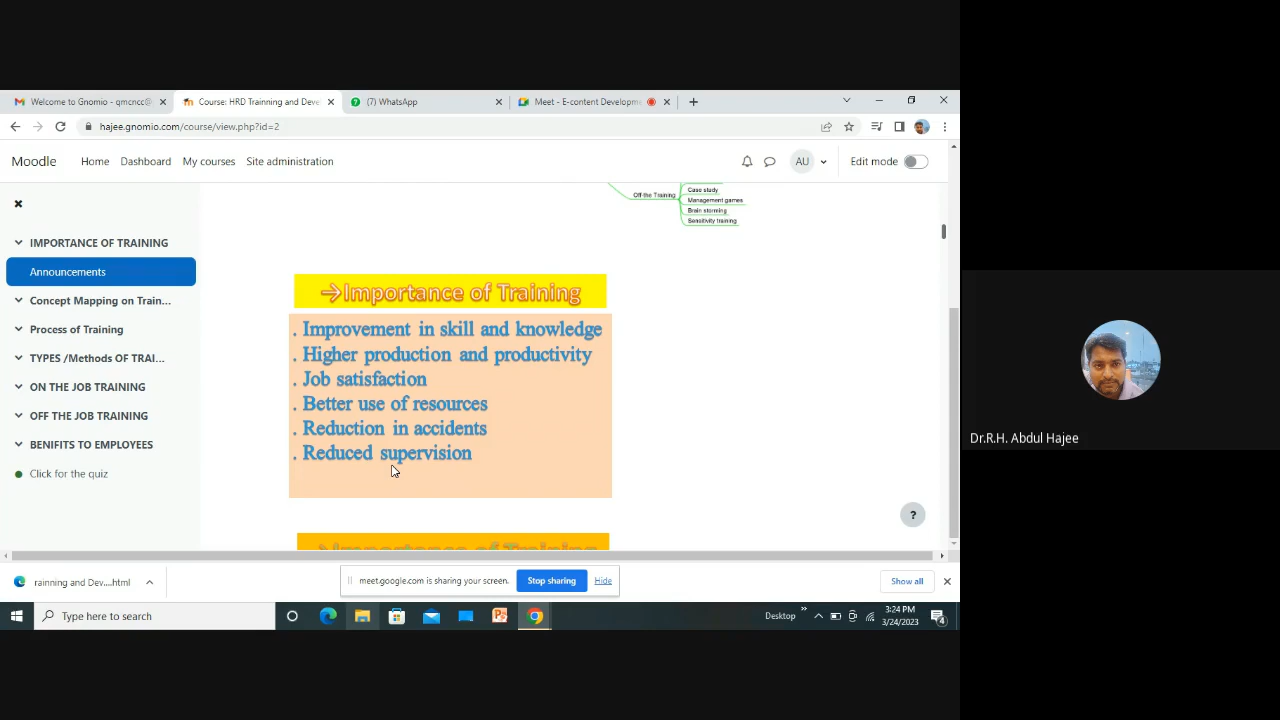 Welcome to Gnomio - qmcncc@
Course: HRD Trainning and Deve
(7) WhatsApp
Meet - E-content Developm
hajee.gnomio.com/course/view.php?id=2
Moodle
Home
Dashboard
My courses
Site administration
AU
Edit mode
Off the Training
Case study
Management games
Brain storming
Sensitivity training
IMPORTANCE OF TRAINING
Announcements
Concept Mapping on Train...
Process of Training
TYPES /Methods OF TRAI...
ON THE JOB TRAINING
OFF THE JOB TRAINING
BENIFITS TO EMPLOYEES
Click for the quiz
→Importance of Training
. Improvement in skill and knowledge
. Higher production and productivity
. Job satisfaction
. Better use of resources
. Reduction in accidents
. Reduced supervision
→Importance of Training
?
Dr.R.H. Abdul Hajee
rainning and Dev....html
meet.google.com is sharing your screen.
Stop sharing
Hide
Show all
Type here to search
Desktop
3:24 PM
3/24/2023
4